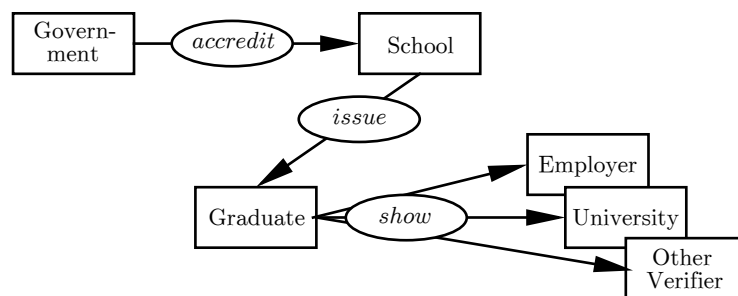 Govern-
ment
accredit
School
issue
Employer
Graduate
show
University
Other
Verifier